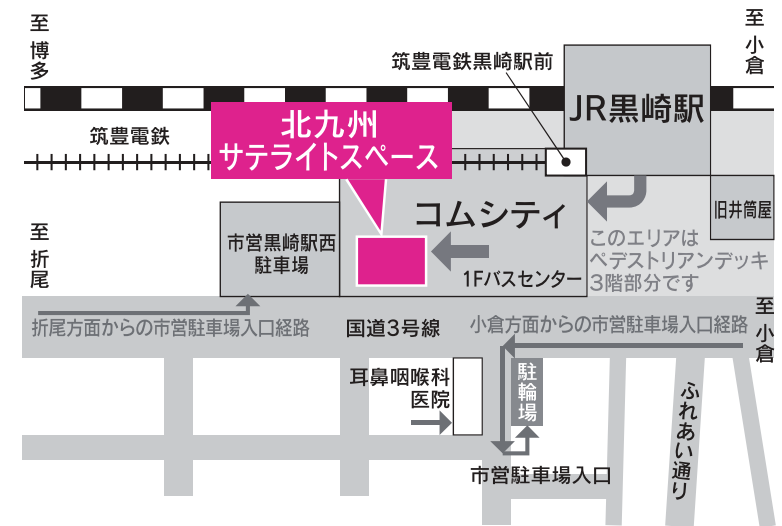 至 博多
至 小倉
筑豊電鉄黒崎駅前
JR黒崎駅
北九州
サテライトスペース
筑豊電鉄
コムシティ
旧井筒屋
至 折尾
市営黒崎駅西
駐車場
このエリアは
ペデストリアンデッキ
3階部分です
1Fバスセンター
折尾方面からの市営駐車場入口経路
国道3号線
小倉方面からの市営駐車場入口経路
至 小倉
耳鼻咽喉科
医院
駐輪場
ふれあい通り
市営駐車場入口